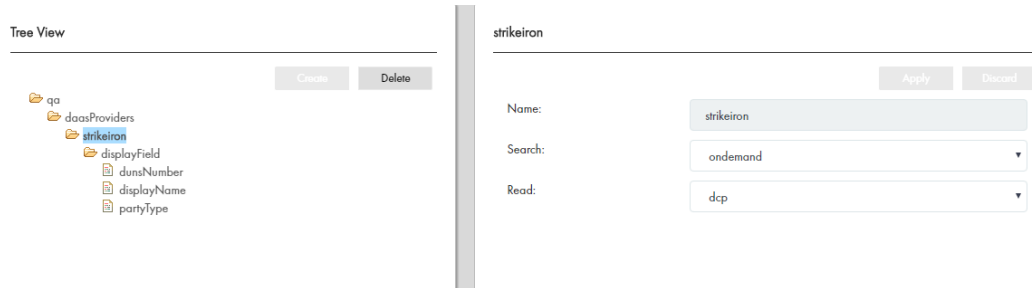 Tree View
Create
Delete
qa
daasProviders
strikeiron
displayField
dunsNumber
displayName
partyType
strikeiron
Apply
Discard
Name:
strikeiron
Search:
ondemand
Read:
dcp